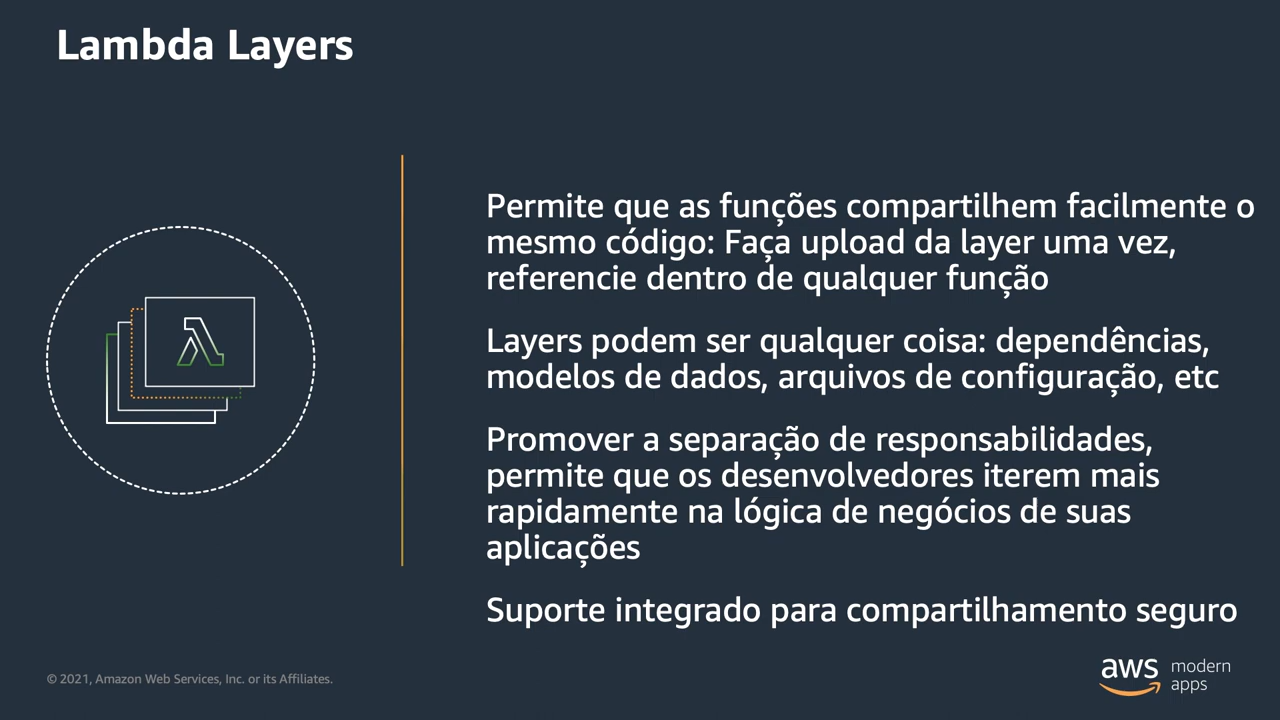 Lambda Layers
Permite que as funções compartilhem facilmente o
mesmo código: Faça upload da layer uma vez,
referencie dentro de qualquer função
Layers podem ser qualquer coisa: dependências,
modelos de dados, arquivos de configuração, etc
Promover a separação de responsabilidades,
permite que os desenvolvedores iterem mais
rapidamente na lógica de negócios de suas
aplicações
Suporte integrado para compartilhamento seguro
© 2021, Amazon Web Services, Inc. or its Affiliates.
aws modern
apps